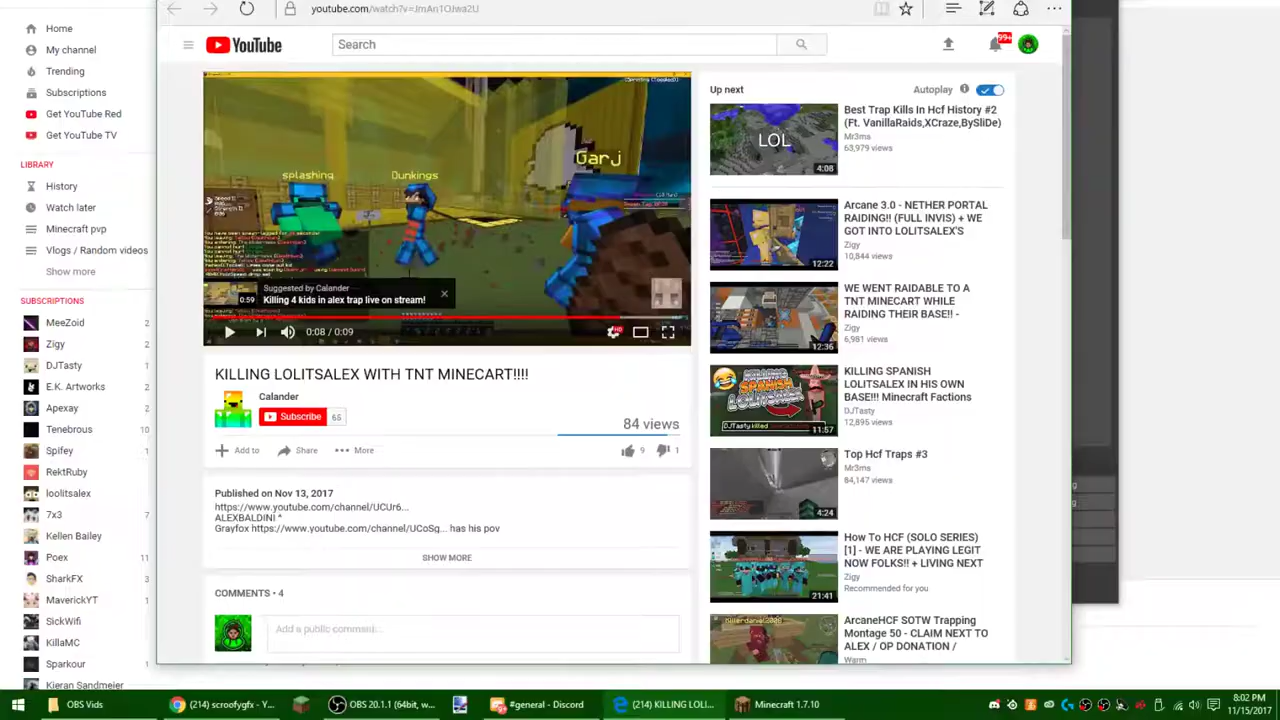 Home
My channel
Trending
Subscriptions
Get YouTube Red
Get YouTube TV
LIBRARY
History
Watch later
Minecraft pvp
Vlogs / Random videos
Show more
SUBSCRIPTIONS
MeeZoid 2
Zigy 2
DJTasty 2
E.K. Artworks 2
Apexay 2
Tenebrous 10
Spifey 2
RektRuby
loolitsalex
7x3 7
Kellen Bailey
Poex 11
SharkFX 3
MaverickYT 1
SickWifi
KillaMC
Sparkour 1
Kieran Sandmeier
YouTube
Search
99+
Garj
splashing
Dunkings
0:59
Suggested by Calander
Killing 4 kids in alex trap live on stream!
0:08 / 0:09
HD
KILLING LOLITSALEX WITH TNT MINECART!!!!
Calander
Subscribe 65
84 views
Add to Share More 9 1
Published on Nov 13, 2017
https://www.youtube.com/channel/UCUr6...
ALEXBALDINI ^
Grayfox https://www.youtube.com/channel/UCoSg... has his pov
SHOW MORE
COMMENTS • 4
Add a public comment...
Up next
Autoplay
LOL
4:08
Best Trap Kills In Hcf History #2
(Ft. VanillaRaids,XCraze,BySliDe)
Mr3ms
63,979 views
12:22
Arcane 3.0 - NETHER PORTAL
RAIDING!! (FULL INVIS) + WE
GOT INTO LOLITSALEX'S
Zigy
10,844 views
12:36
WE WENT RAIDABLE TO A
TNT MINECART WHILE
RAIDING THEIR BASE!! -
Zigy
6,981 views
KILLING
SPANISH
LOLITSALEX
11:57
KILLING SPANISH
LOLITSALEX IN HIS OWN
BASE!!! Minecraft Factions
DJTasty
12,895 views
4:24
Top Hcf Traps #3
Mr3ms
84,147 views
21:41
How To HCF (SOLO SERIES)
[1] - WE ARE PLAYING LEGIT
NOW FOLKS!! + LIVING NEXT
Zigy
Recommended for you
ArcaneHCF SOTW Trapping
Montage 50 - CLAIM NEXT TO
ALEX / OP DONATION /
Warm
OBS Vids
(214) scroofygfx - Y...
OBS 20.1.1 (64bit, w...
#general - Discord
(214) KILLING LOLI...
Minecraft 1.7.10
8:02 PM
11/15/2017